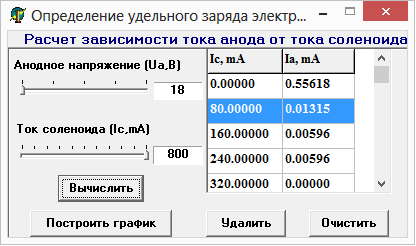 Определение удельного заряда электр...
Расчет зависимости тока анода от тока соленоида
Анодное напряжение (Ua,В)
18
Ток соленоида (Ic,mA)
800
Вычислить
Ic, mA Ia, mA
0.00000 0.55618
80.00000 0.01315
160.00000 0.00596
240.00000 0.00596
320.00000 0.00000
Построить график Удалить Очистить